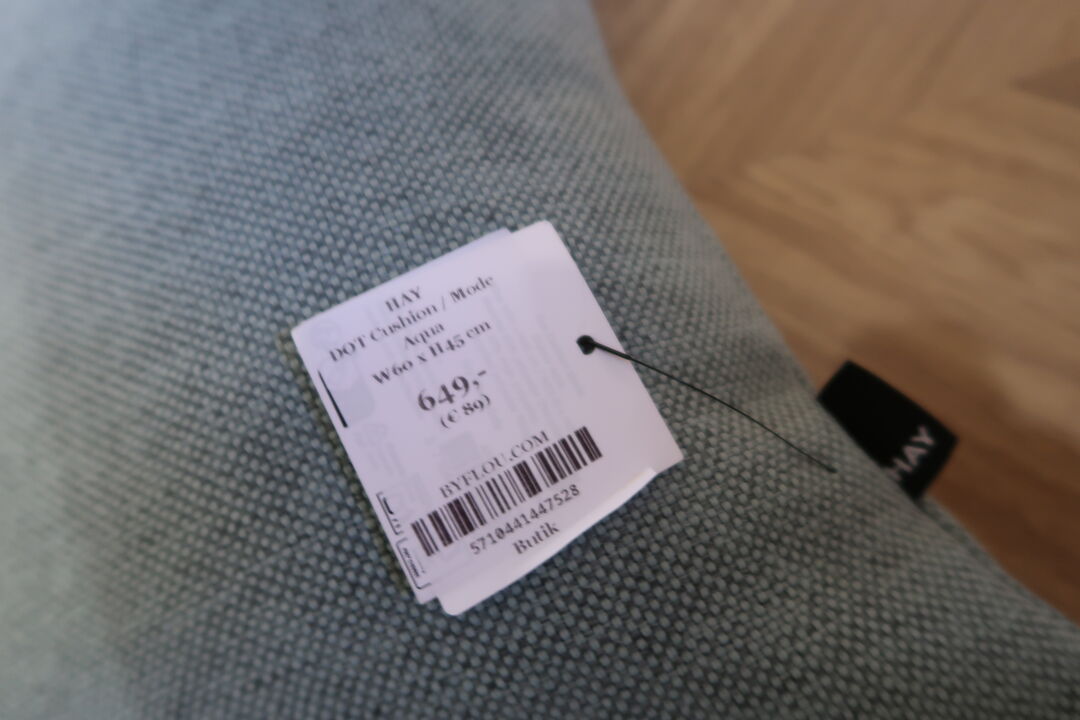 HAY
DOT Cushion / Mode
Aqua
W60 x H45 cm
649,-
(€ 89)
BYFLOU.COM
5710441447528
Butik
HAY